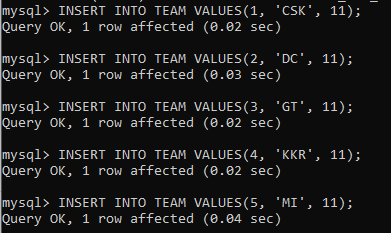 mysql> INSERT INTO TEAM VALUES(1, 'CSK', 11);
Query OK, 1 row affected (0.02 sec)
mysql> INSERT INTO TEAM VALUES(2, 'DC', 11);
Query OK, 1 row affected (0.03 sec)
mysql> INSERT INTO TEAM VALUES(3, 'GT', 11);
Query OK, 1 row affected (0.02 sec)
mysql> INSERT INTO TEAM VALUES(4, 'KKR', 11);
Query OK, 1 row affected (0.02 sec)
mysql> INSERT INTO TEAM VALUES(5, 'MI', 11);
Query OK, 1 row affected (0.04 sec)